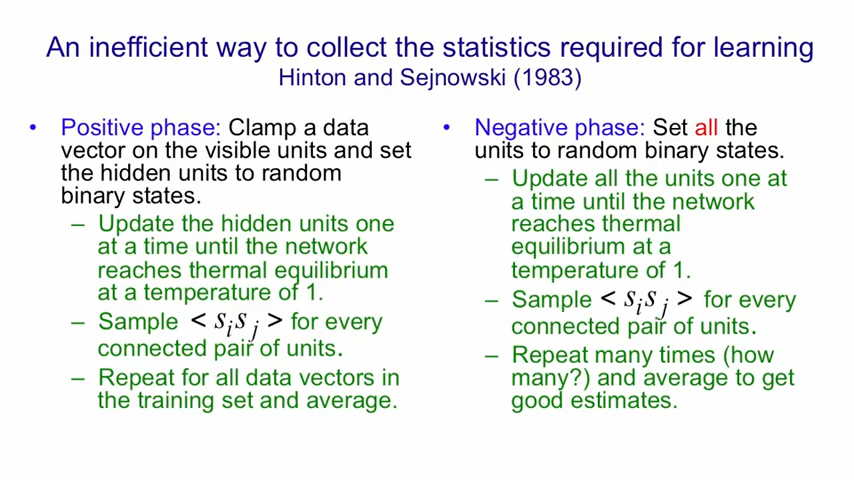 An inefficient way to collect the statistics required for learning
Hinton and Sejnowski (1983)
• Positive phase: Clamp a data
vector on the visible units and set
the hidden units to random
binary states.
– Update the hidden units one
at a time until the network
reaches thermal equilibrium
at a temperature of 1.
– Sample < s_i s_j > for every
connected pair of units.
– Repeat for all data vectors in
the training set and average.
• Negative phase: Set all the
units to random binary states.
– Update all the units one at
a time until the network
reaches thermal
equilibrium at a
temperature of 1.
– Sample < s_i s_j > for every
connected pair of units.
– Repeat many times (how
many?) and average to get
good estimates.